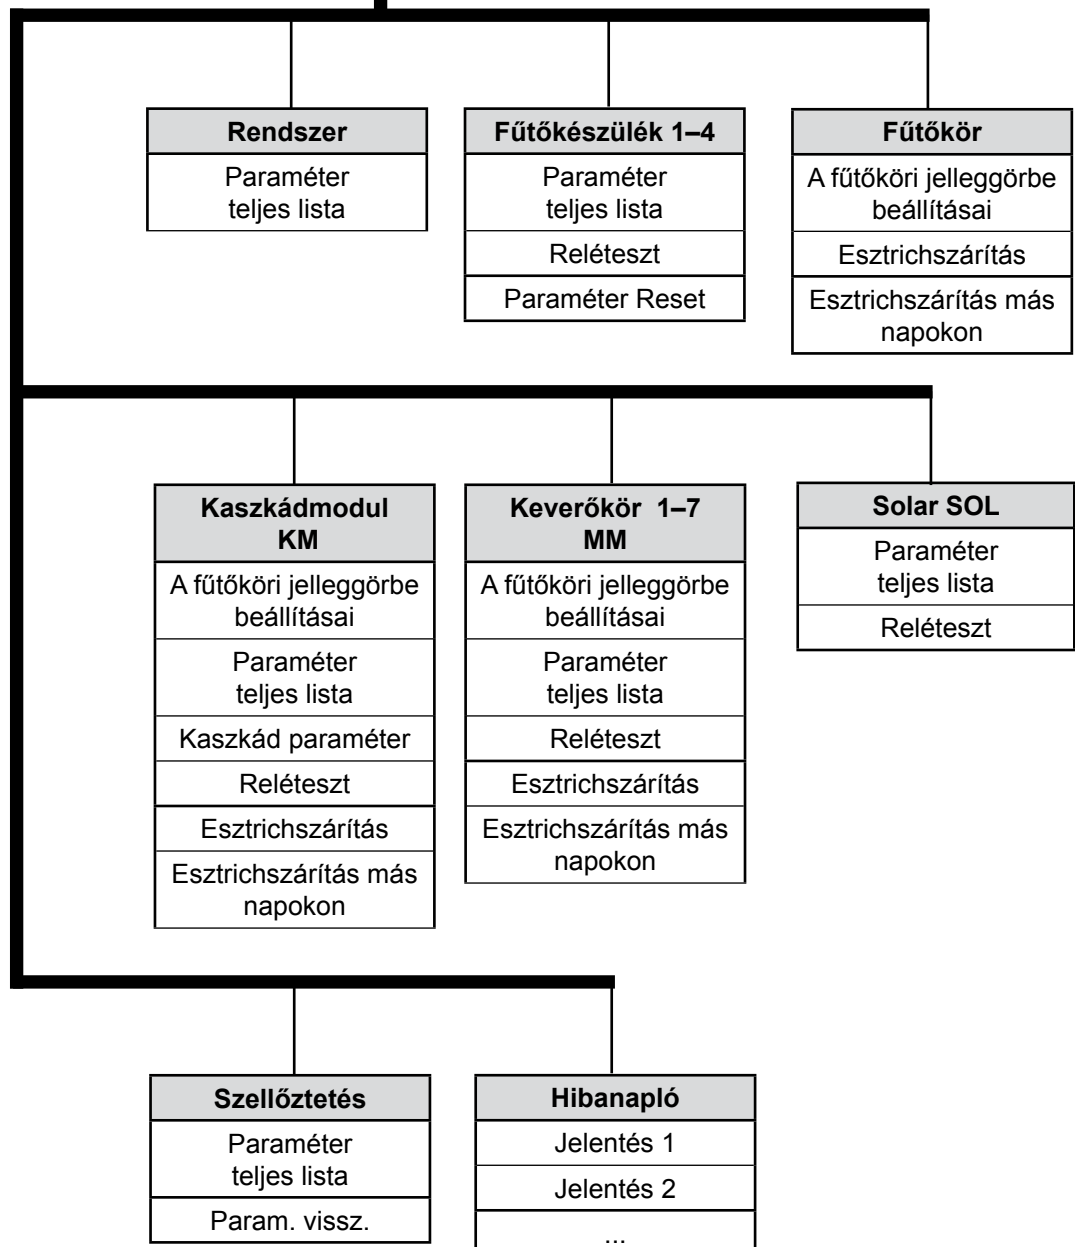 Rendszer
Paraméter
teljes lista
Fűtőkészülék 1–4
Paraméter
teljes lista
Reléteszt
Paraméter Reset
Fűtőkör
A fűtőköri jelleggörbe
beállításai
Esztrichszárítás
Esztrichszárítás más
napokon
Kaszkádmodul
KM
A fűtőköri jelleggörbe
beállításai
Paraméter
teljes lista
Kaszkád paraméter
Reléteszt
Esztrichszárítás
Esztrichszárítás más
napokon
Keverőkör 1–7
MM
A fűtőköri jelleggörbe
beállításai
Paraméter
teljes lista
Reléteszt
Esztrichszárítás
Esztrichszárítás más
napokon
Solar SOL
Paraméter
teljes lista
Reléteszt
Szellőztetés
Paraméter
teljes lista
Param. vissz.
Hibanapló
Jelentés 1
Jelentés 2
...